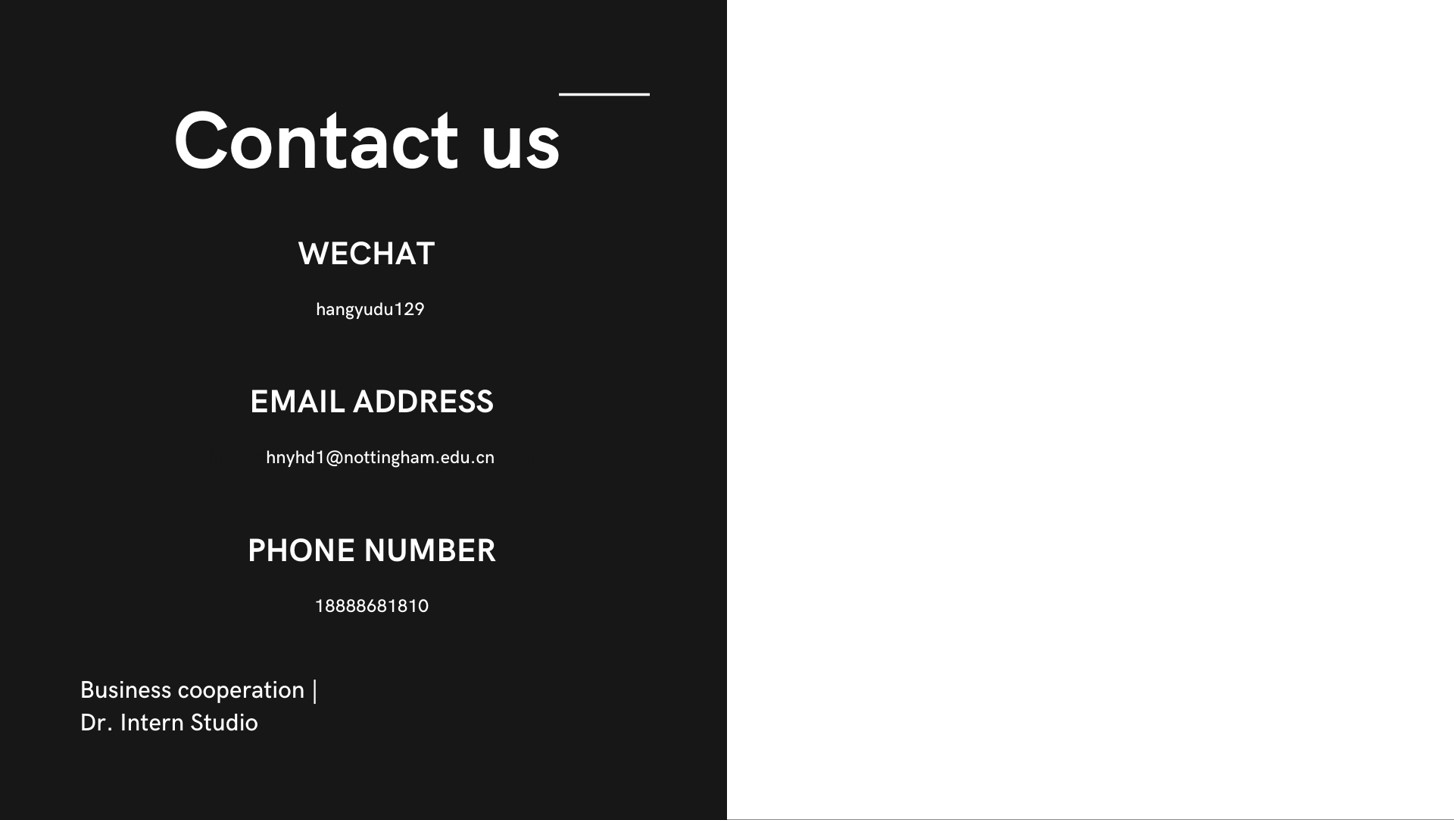 Contact us
WECHAT
hangyudu129
EMAIL ADDRESS
hnyhd1@nottingham.edu.cn
PHONE NUMBER
18888681810
Business cooperation |
Dr. Intern Studio